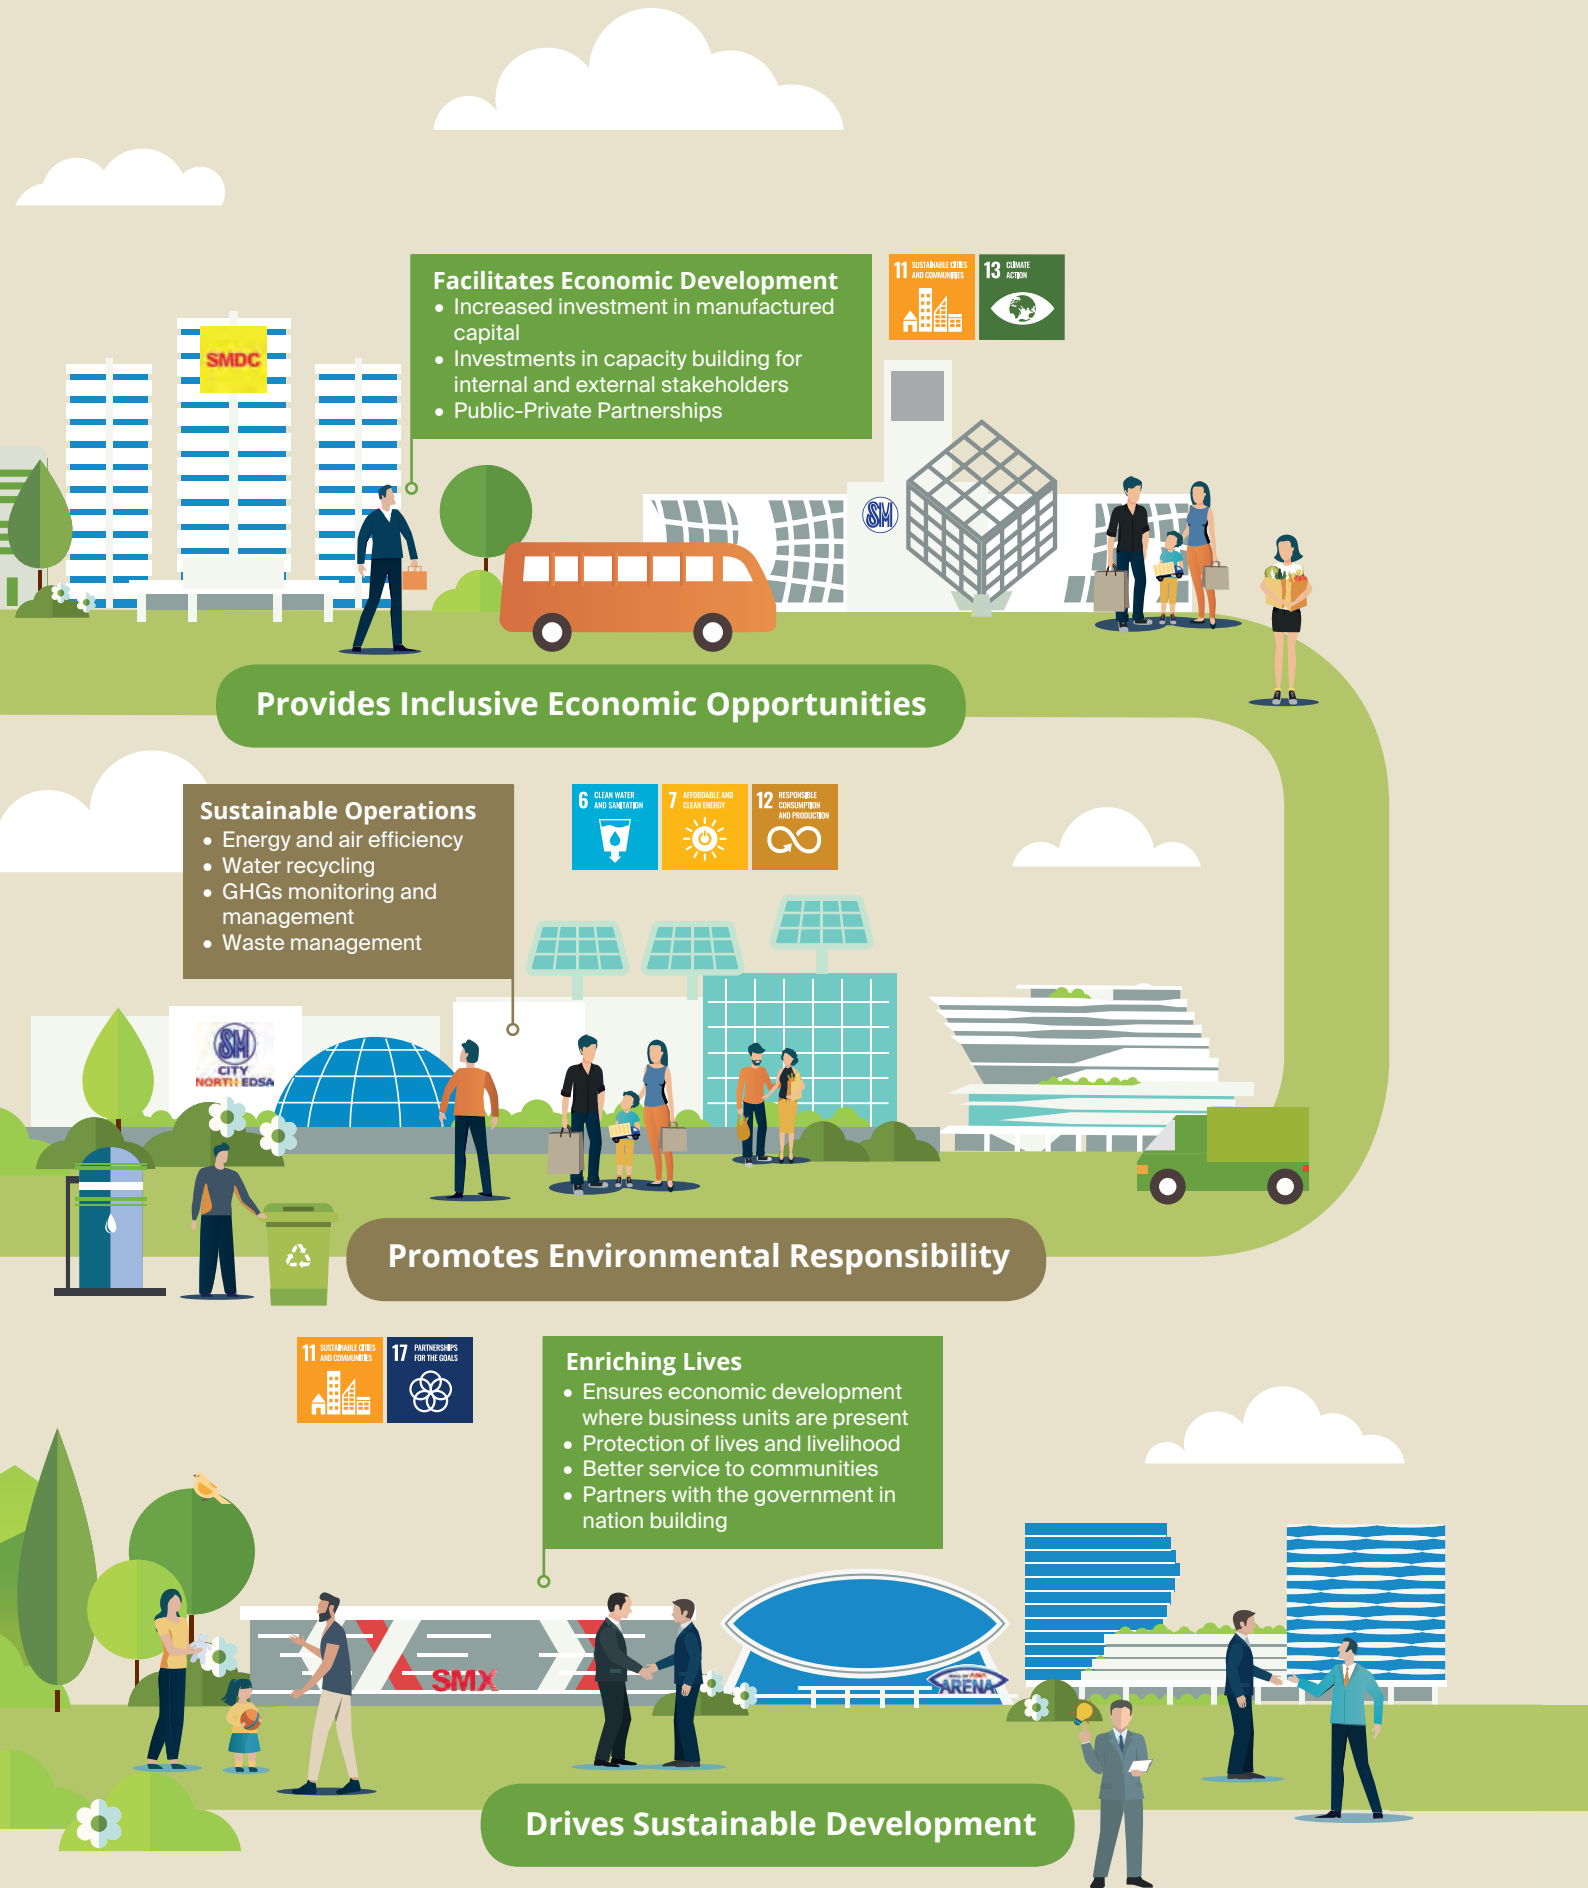 Facilitates Economic Development
• Increased investment in manufactured
capital
• Investments in capacity building for
internal and external stakeholders
• Public-Private Partnerships
11 SUSTAINABLE CITIES
AND COMMUNITIES
13 CLIMATE
ACTION
SMDC
SM
Provides Inclusive Economic Opportunities
Sustainable Operations
• Energy and air efficiency
• Water recycling
• GHGs monitoring and
management
• Waste management
6 CLEAN WATER
AND SANITATION
7 AFFORDABLE AND
CLEAN ENERGY
12 RESPONSIBLE
CONSUMPTION
AND PRODUCTION
SM
CITY
NORTH EDSA
Promotes Environmental Responsibility
11 SUSTAINABLE CITIES
AND COMMUNITIES
17 PARTNERSHIPS
FOR THE GOALS
Enriching Lives
• Ensures economic development
where business units are present
• Protection of lives and livelihood
• Better service to communities
• Partners with the government in
nation building
SMX
MALL OF ASIA
ARENA
Drives Sustainable Development